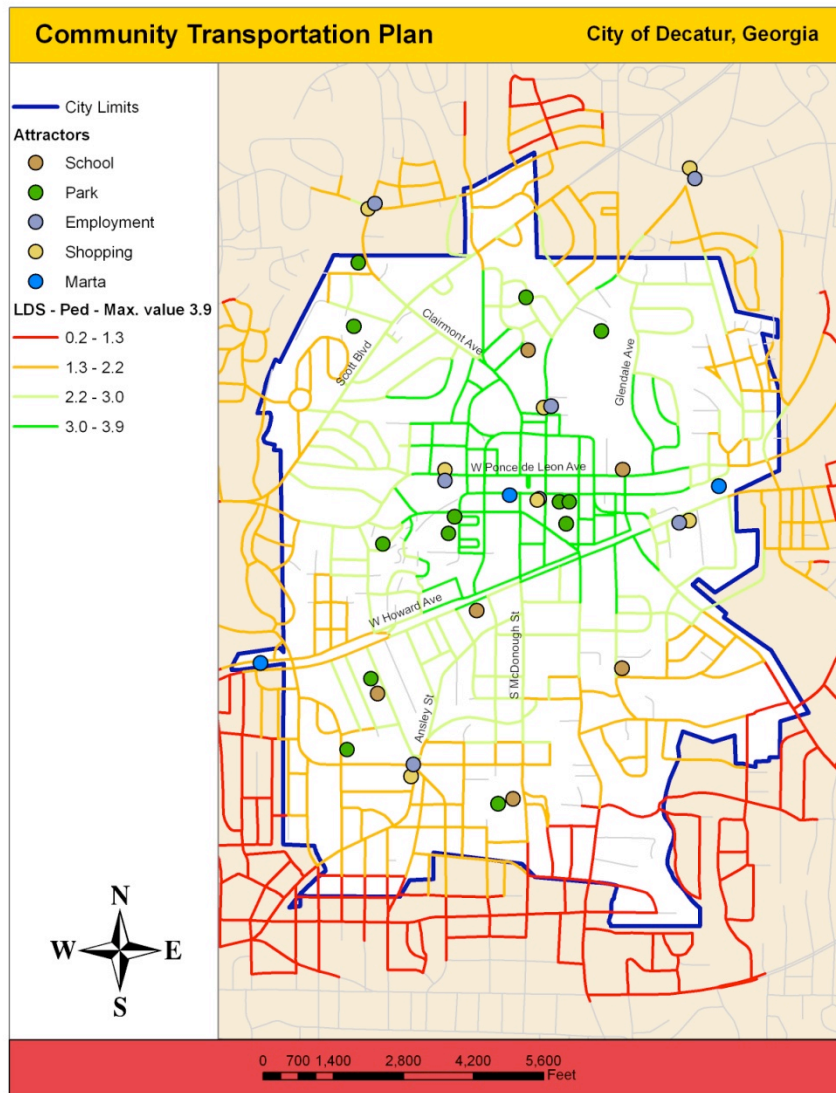 Community Transportation Plan
City of Decatur, Georgia
City Limits
Attractors
School
Park
Employment
Shopping
Marta
LDS - Ped - Max. value 3.9
0.2 - 1.3
1.3 - 2.2
2.2 - 3.0
3.0 - 3.9
Clairmont Ave
Scott Blvd
Glendale Ave
W Ponce de Leon Ave
W Howard Ave
S McDonough St
Ansley St
N
W E
S
0 700 1,400 2,800 4,200 5,600
Feet